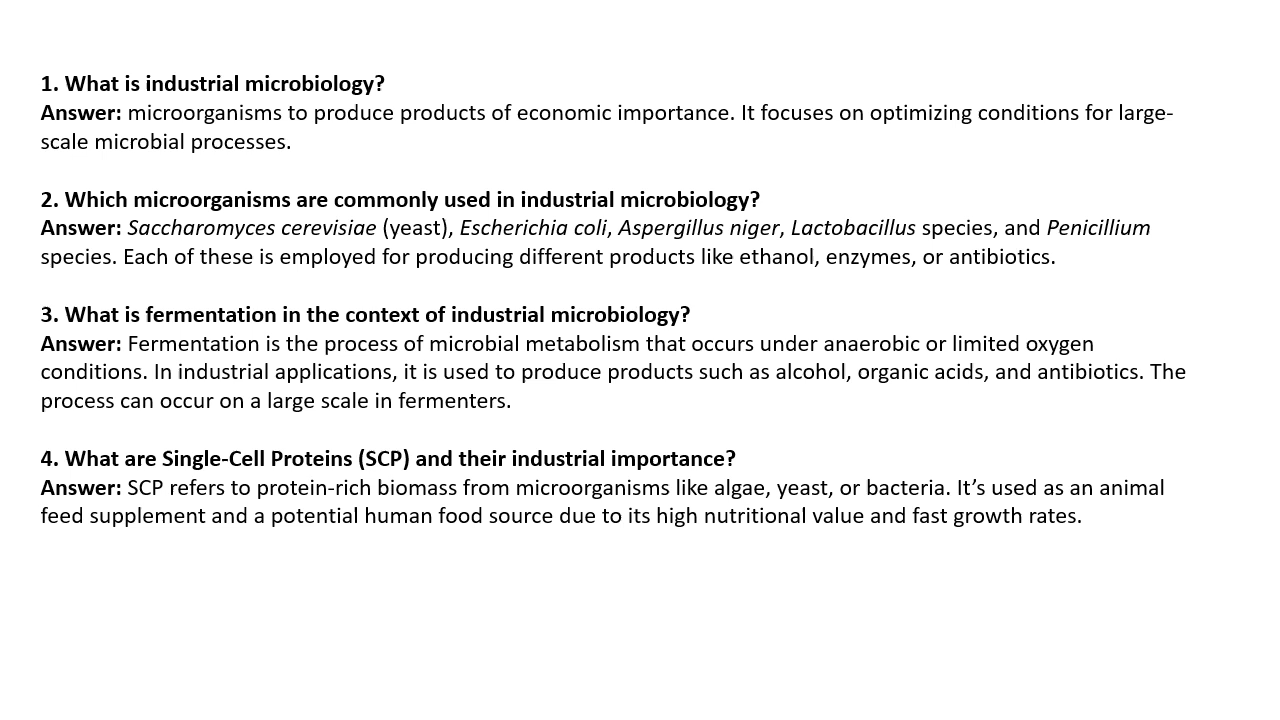 1. What is industrial microbiology?
Answer: microorganisms to produce products of economic importance. It focuses on optimizing conditions for large-
scale microbial processes.
2. Which microorganisms are commonly used in industrial microbiology?
Answer: Saccharomyces cerevisiae (yeast), Escherichia coli, Aspergillus niger, Lactobacillus species, and Penicillium
species. Each of these is employed for producing different products like ethanol, enzymes, or antibiotics.
3. What is fermentation in the context of industrial microbiology?
Answer: Fermentation is the process of microbial metabolism that occurs under anaerobic or limited oxygen
conditions. In industrial applications, it is used to produce products such as alcohol, organic acids, and antibiotics. The
process can occur on a large scale in fermenters.
4. What are Single-Cell Proteins (SCP) and their industrial importance?
Answer: SCP refers to protein-rich biomass from microorganisms like algae, yeast, or bacteria. It’s used as an animal
feed supplement and a potential human food source due to its high nutritional value and fast growth rates.